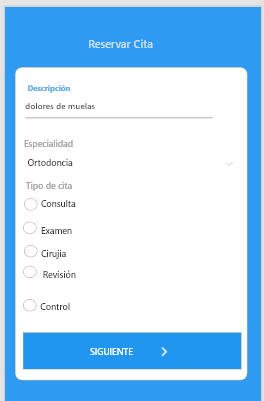 Reservar Cita
Descripción
dolores de muelas
Especialidad
Ortodoncia
Tipo de cita
Consulta
Examen
Cirujia
Revisión
Control
SIGUIENTE